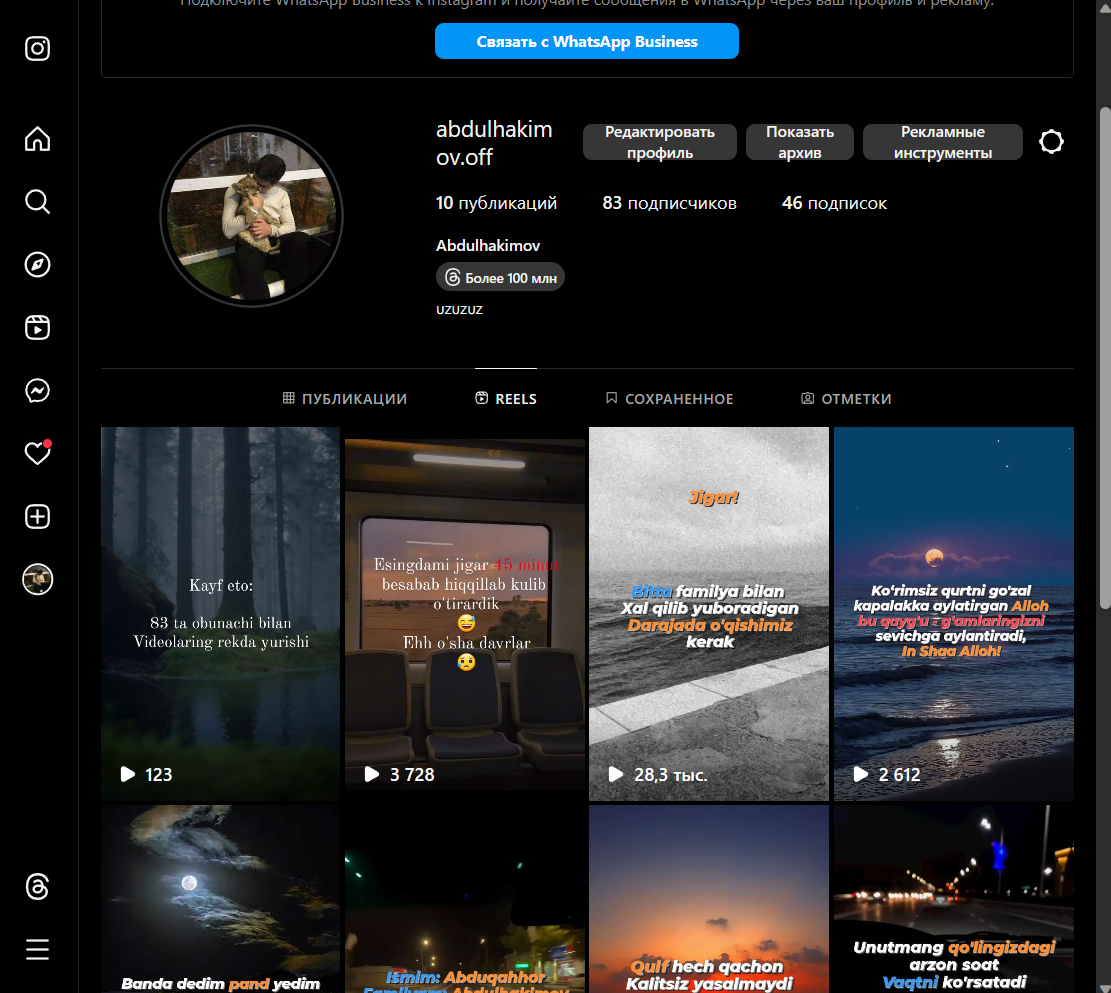 Подключите WhatsApp Business к Instagram и получайте сообщения в WhatsApp через ваш профиль и рекламу.
Связать с WhatsApp Business
abdulhakim
ov.off
Редактировать
профиль
Показать
архив
Рекламные
инструменты
10 публикаций
83 подписчиков
46 подписок
Abdulhakimov
Более 100 млн
UZUZUZ
ПУБЛИКАЦИИ
REELS
СОХРАНЕННОЕ
ОТМЕТКИ
Kayf eto:
83 ta obunachi bilan
Videolaring rekda yurishi
123
Esingdami jigar 45 minut
besabab hiqqillab kulib
o'tirardik
😅
Ehh o'sha davrlar
😥
3 728
Jigar!
Bitta familya bilan
Xal qilib yuboradigan
Darajada o'qishimiz
kerak
28,3 тыс.
Ko'rimsiz qurtni go'zal
kapalakka aylatirgan Alloh
bu qayg'u - g'amlaringizni
sevichga aylantiradi,
In Shaa Alloh!
2 612
Banda dedim pand yedim
Ismim: Abduqahhor
Familyam: Abdulhakimov
Qulf hech qachon
Kalitsiz yasalmaydi
Unutmang qo'lingizdagi
arzon soat
Vaqtni ko'rsatadi